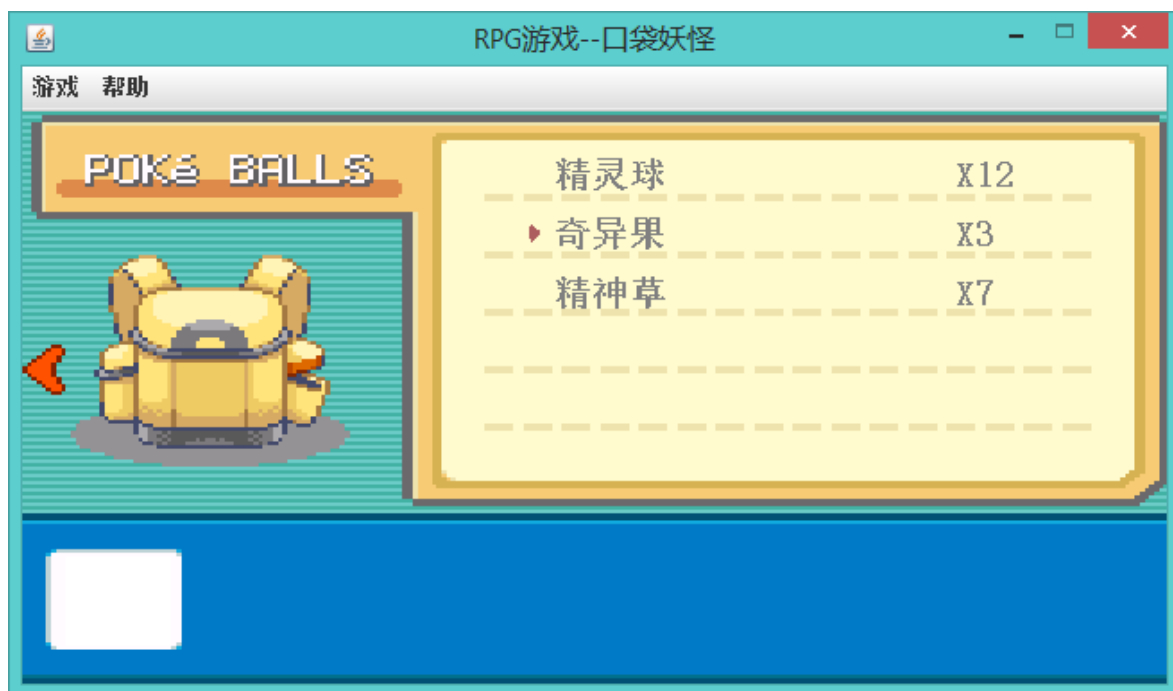 RPG游戏--口袋妖怪
游戏 帮助
POKé BALLS
精灵球 X12
奇异果 X3
精神草 X7